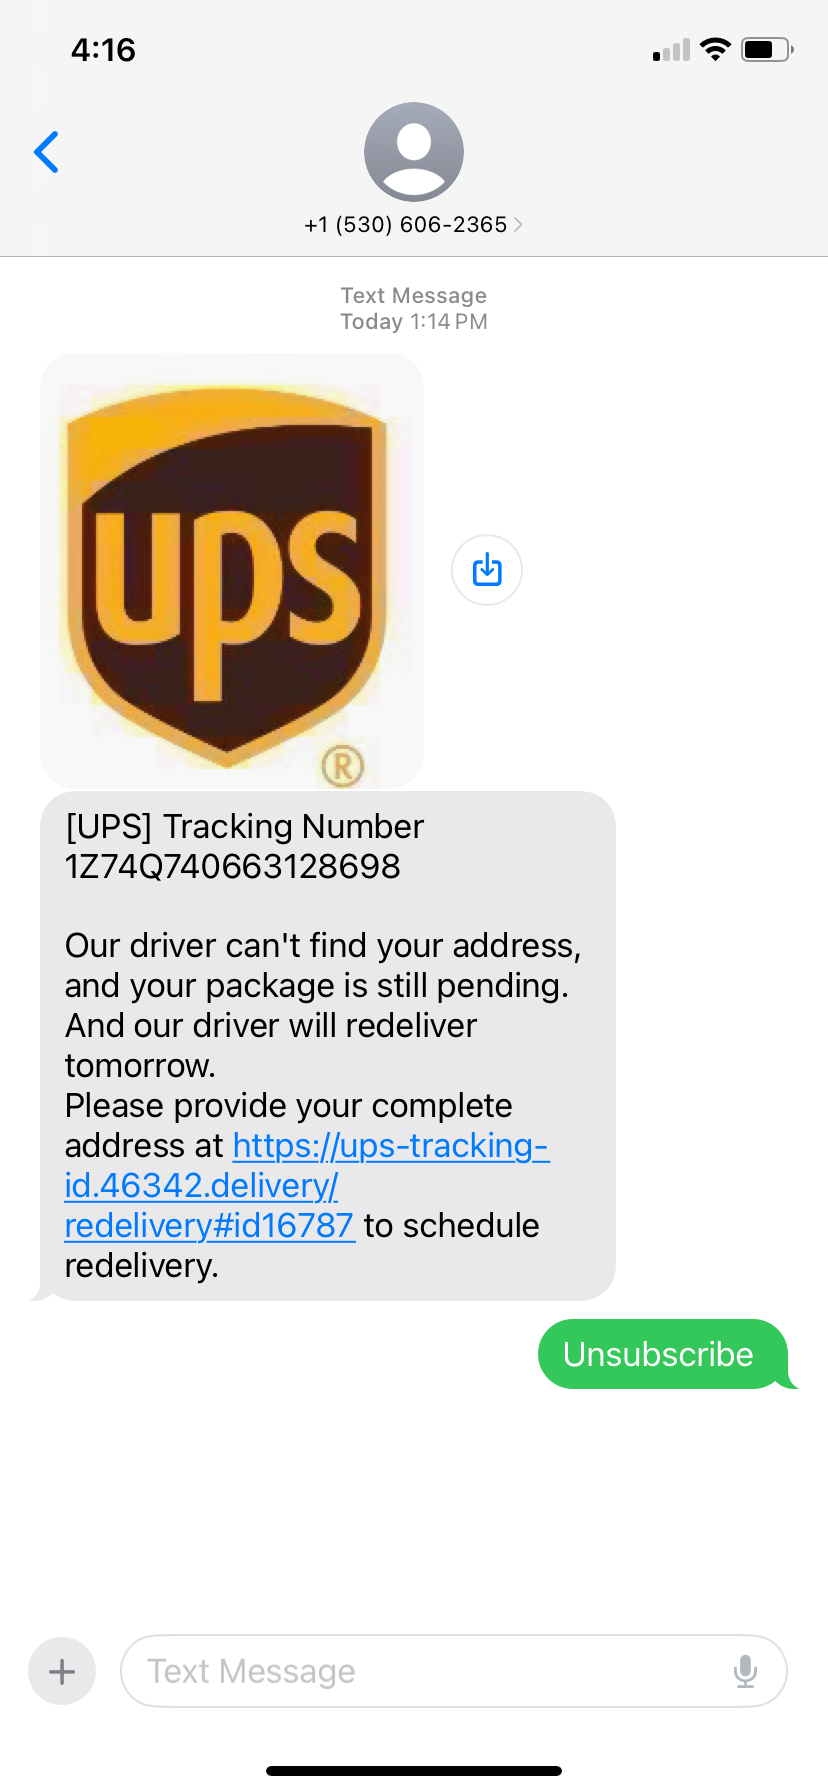 4:16
+1 (530) 606-2365
Text Message
Today 1:14 PM
ups
®
[UPS] Tracking Number
1Z74Q740663128698
Our driver can't find your address,
and your package is still pending.
And our driver will redeliver
tomorrow.
Please provide your complete
address at https://ups-tracking-
id.46342.delivery/
redelivery#id16787 to schedule
redelivery.
Unsubscribe
Text Message